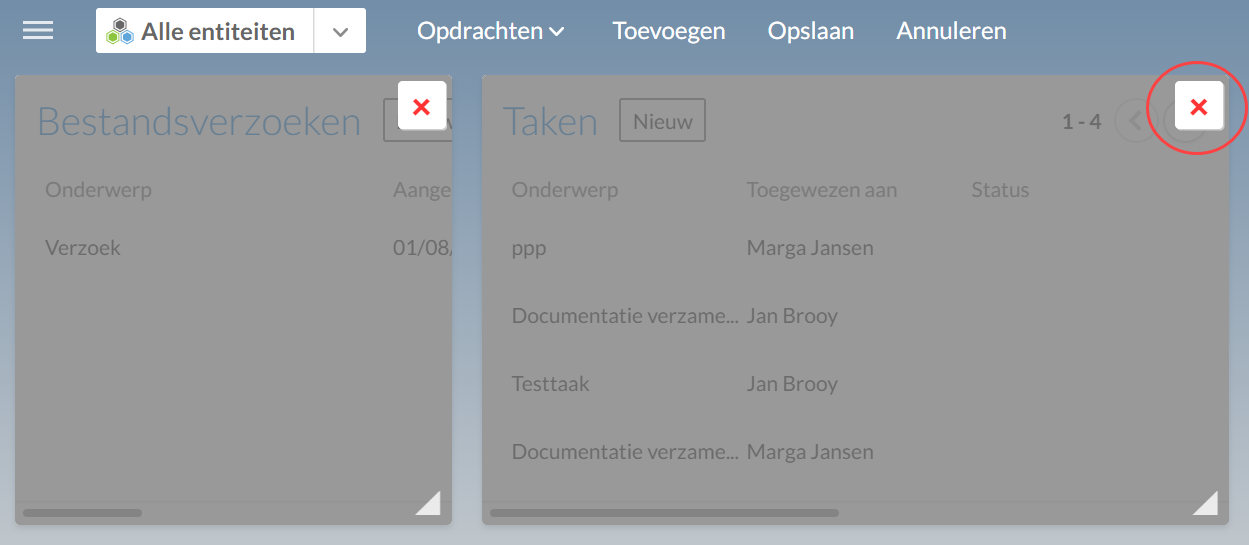 Alle entiteiten Opdrachten Toevoegen Opslaan Annuleren
Bestandsverzoeken
Onderwerp Aange
Verzoek 01/08/
Taken Nieuw 1 - 4
Onderwerp Toegewezen aan Status
ppp Marga Jansen
Documentatie verzame... Jan Brooy
Testtaak Jan Brooy
Documentatie verzame... Marga Jansen